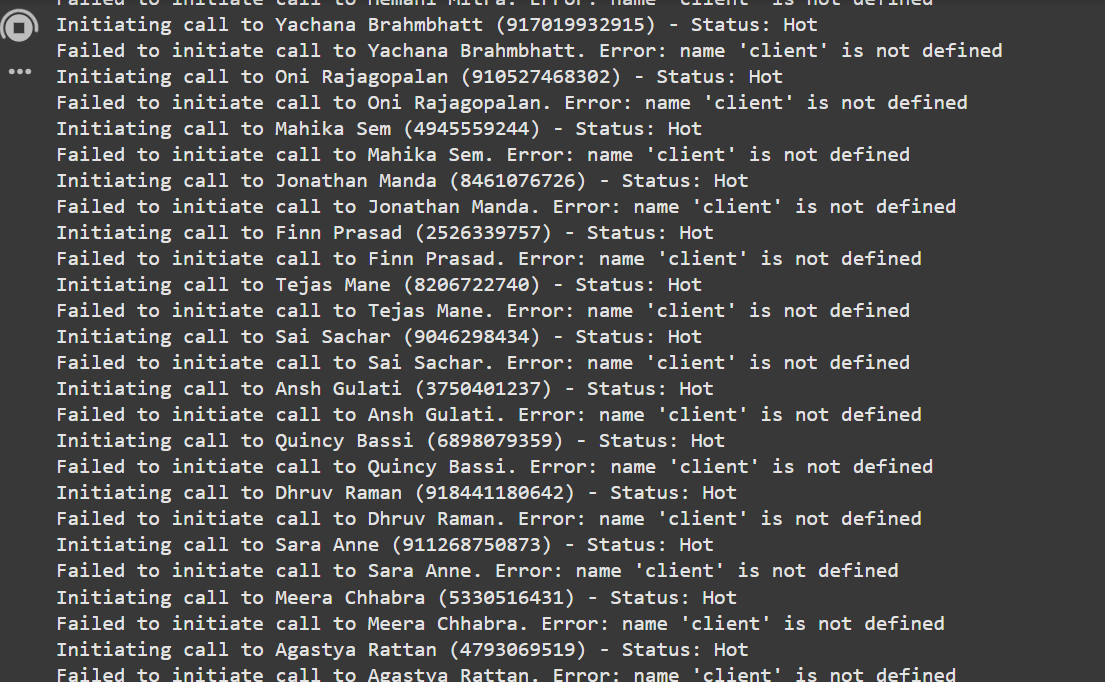 Failed to initiate call to Hemani Mitra. Error: name 'client' is not defined
Initiating call to Yachana Brahmbhatt (917019932915) - Status: Hot
Failed to initiate call to Yachana Brahmbhatt. Error: name 'client' is not defined
Initiating call to Oni Rajagopalan (910527468302) - Status: Hot
Failed to initiate call to Oni Rajagopalan. Error: name 'client' is not defined
Initiating call to Mahika Sem (4945559244) - Status: Hot
Failed to initiate call to Mahika Sem. Error: name 'client' is not defined
Initiating call to Jonathan Manda (8461076726) - Status: Hot
Failed to initiate call to Jonathan Manda. Error: name 'client' is not defined
Initiating call to Finn Prasad (2526339757) - Status: Hot
Failed to initiate call to Finn Prasad. Error: name 'client' is not defined
Initiating call to Tejas Mane (8206722740) - Status: Hot
Failed to initiate call to Tejas Mane. Error: name 'client' is not defined
Initiating call to Sai Sachar (9046298434) - Status: Hot
Failed to initiate call to Sai Sachar. Error: name 'client' is not defined
Initiating call to Ansh Gulati (3750401237) - Status: Hot
Failed to initiate call to Ansh Gulati. Error: name 'client' is not defined
Initiating call to Quincy Bassi (6898079359) - Status: Hot
Failed to initiate call to Quincy Bassi. Error: name 'client' is not defined
Initiating call to Dhruv Raman (918441180642) - Status: Hot
Failed to initiate call to Dhruv Raman. Error: name 'client' is not defined
Initiating call to Sara Anne (911268750873) - Status: Hot
Failed to initiate call to Sara Anne. Error: name 'client' is not defined
Initiating call to Meera Chhabra (5330516431) - Status: Hot
Failed to initiate call to Meera Chhabra. Error: name 'client' is not defined
Initiating call to Agastya Rattan (4793069519) - Status: Hot
Failed to initiate call to Agastya Rattan. Error: name 'client' is not defined